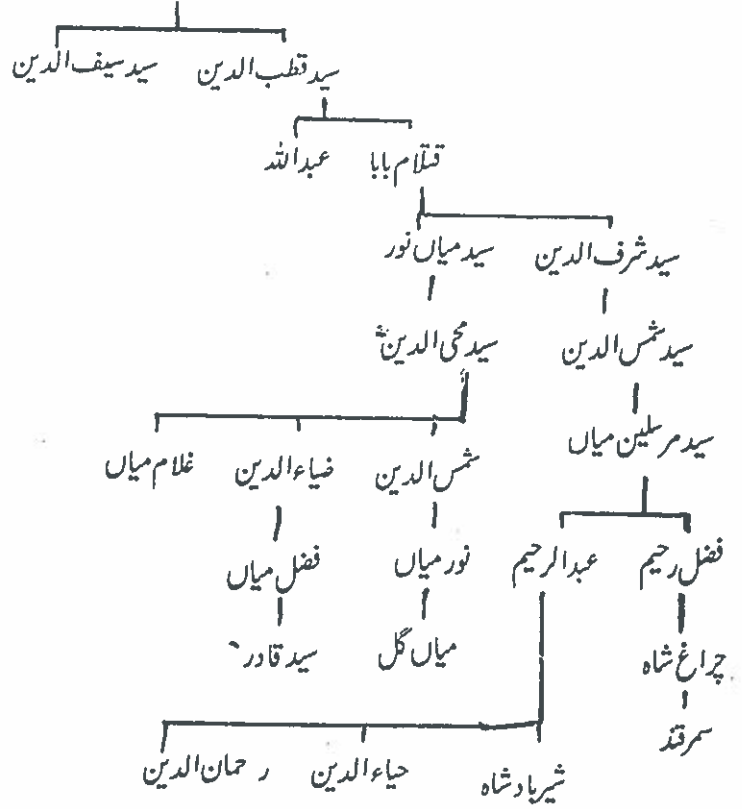 سید قطب الدین سید سیف الدین
قتلام بابا عبداللہ
سید شرف الدین سید میاں نور
سید شمس الدین سید محی الدین
سید مرسلین میاں
شمس الدین ضیاء الدین غلام میاں
فضل رحیم عبدالرحیم نور میاں فضل میاں
چراغ شاہ میاں گل سید قادر
سمرقند
شیر بادشاہ حیاء الدین رحمان الدین